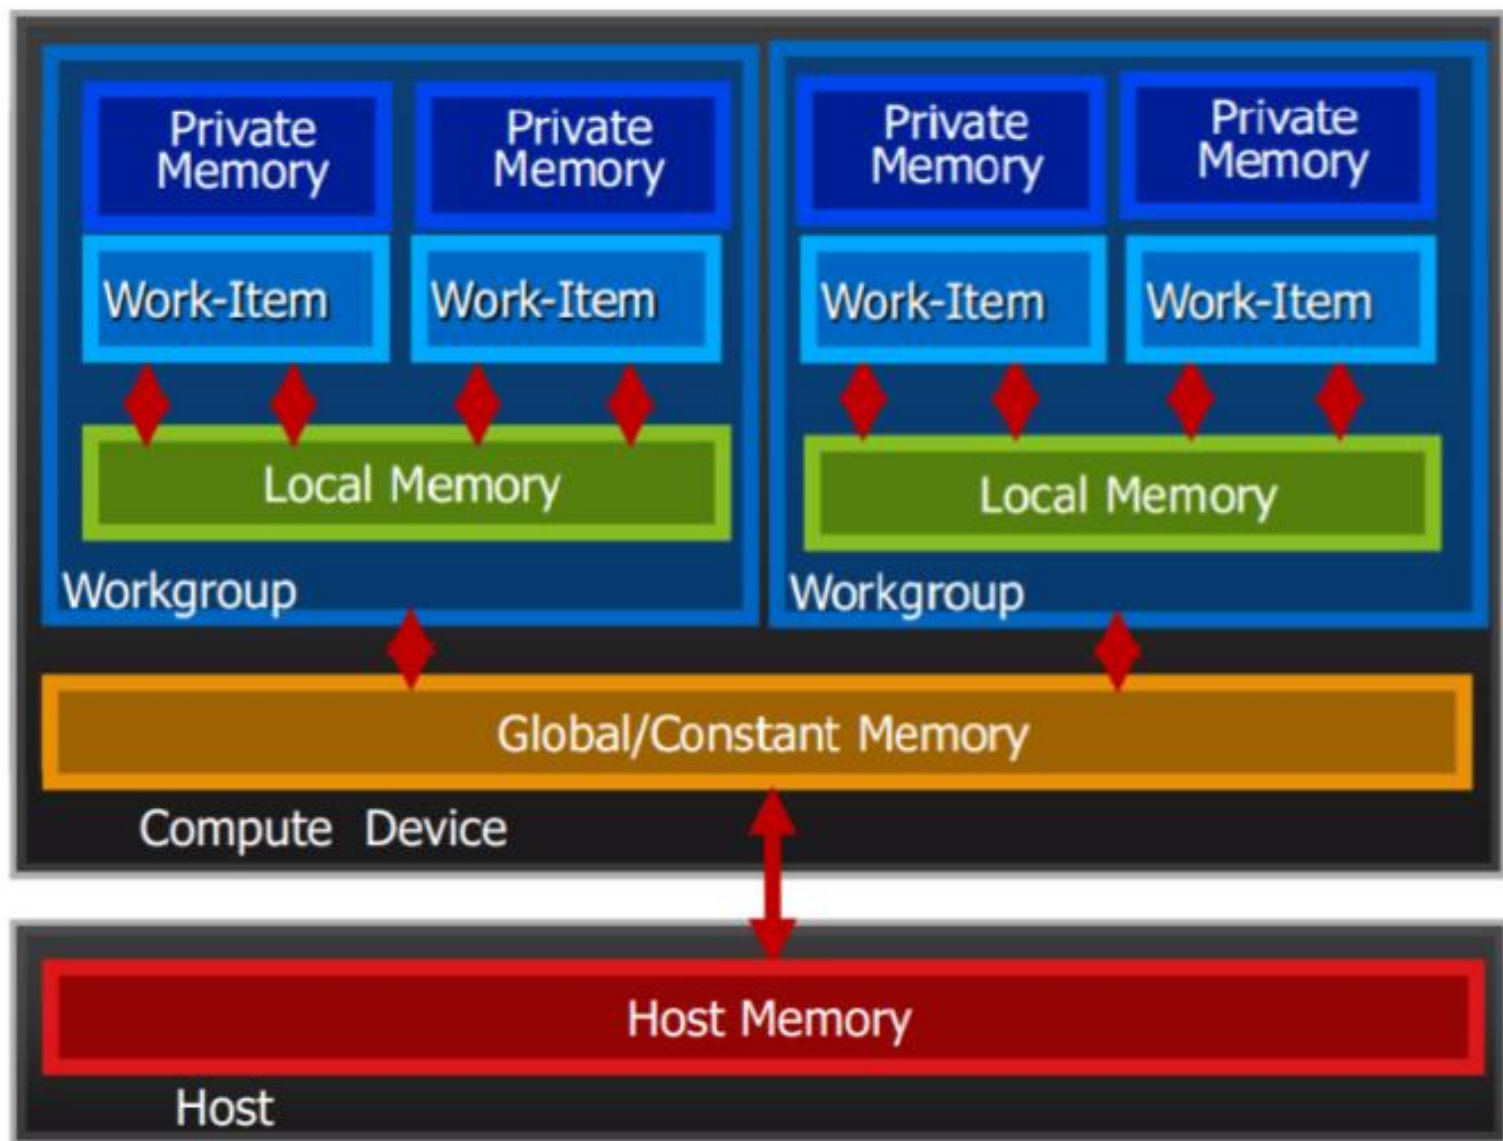 Private Memory
Private Memory
Private Memory
Private Memory
Work-Item
Work-Item
Work-Item
Work-Item
Local Memory
Local Memory
Workgroup
Workgroup
Global/Constant Memory
Compute Device
Host Memory
Host